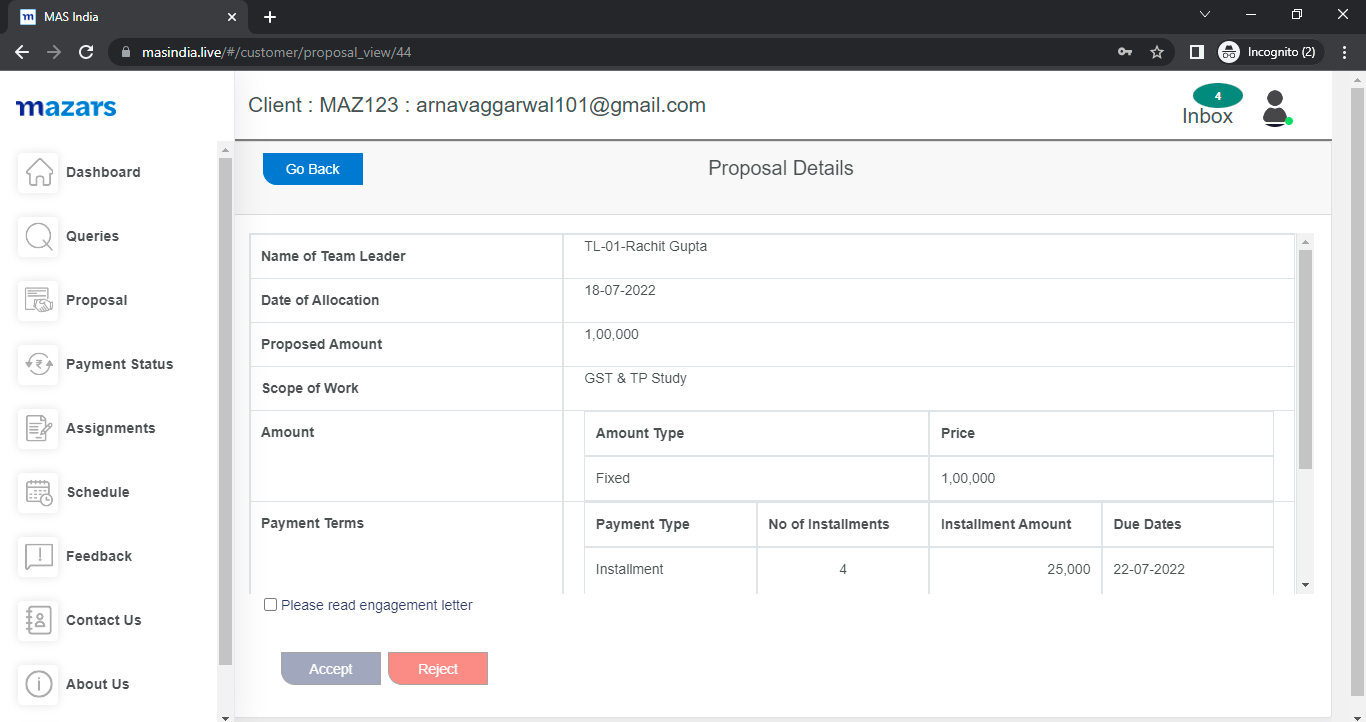 m MAS India
masindia.live/#/customer/proposal_view/44
Incognito (2)
mazars
Client : MAZ123 : arnavaggarwal101@gmail.com
4
Inbox
Go Back
Proposal Details
Dashboard
Queries
Proposal
Payment Status
Assignments
Schedule
Feedback
Contact Us
About Us
Name of Team Leader TL-01-Rachit Gupta
Date of Allocation 18-07-2022
Proposed Amount 1,00,000
Scope of Work GST & TP Study
Amount Amount Type Price
Fixed 1,00,000
Payment Terms Payment Type No of Installments Installment Amount Due Dates
Installment 4 25,000 22-07-2022
Please read engagement letter
Accept Reject